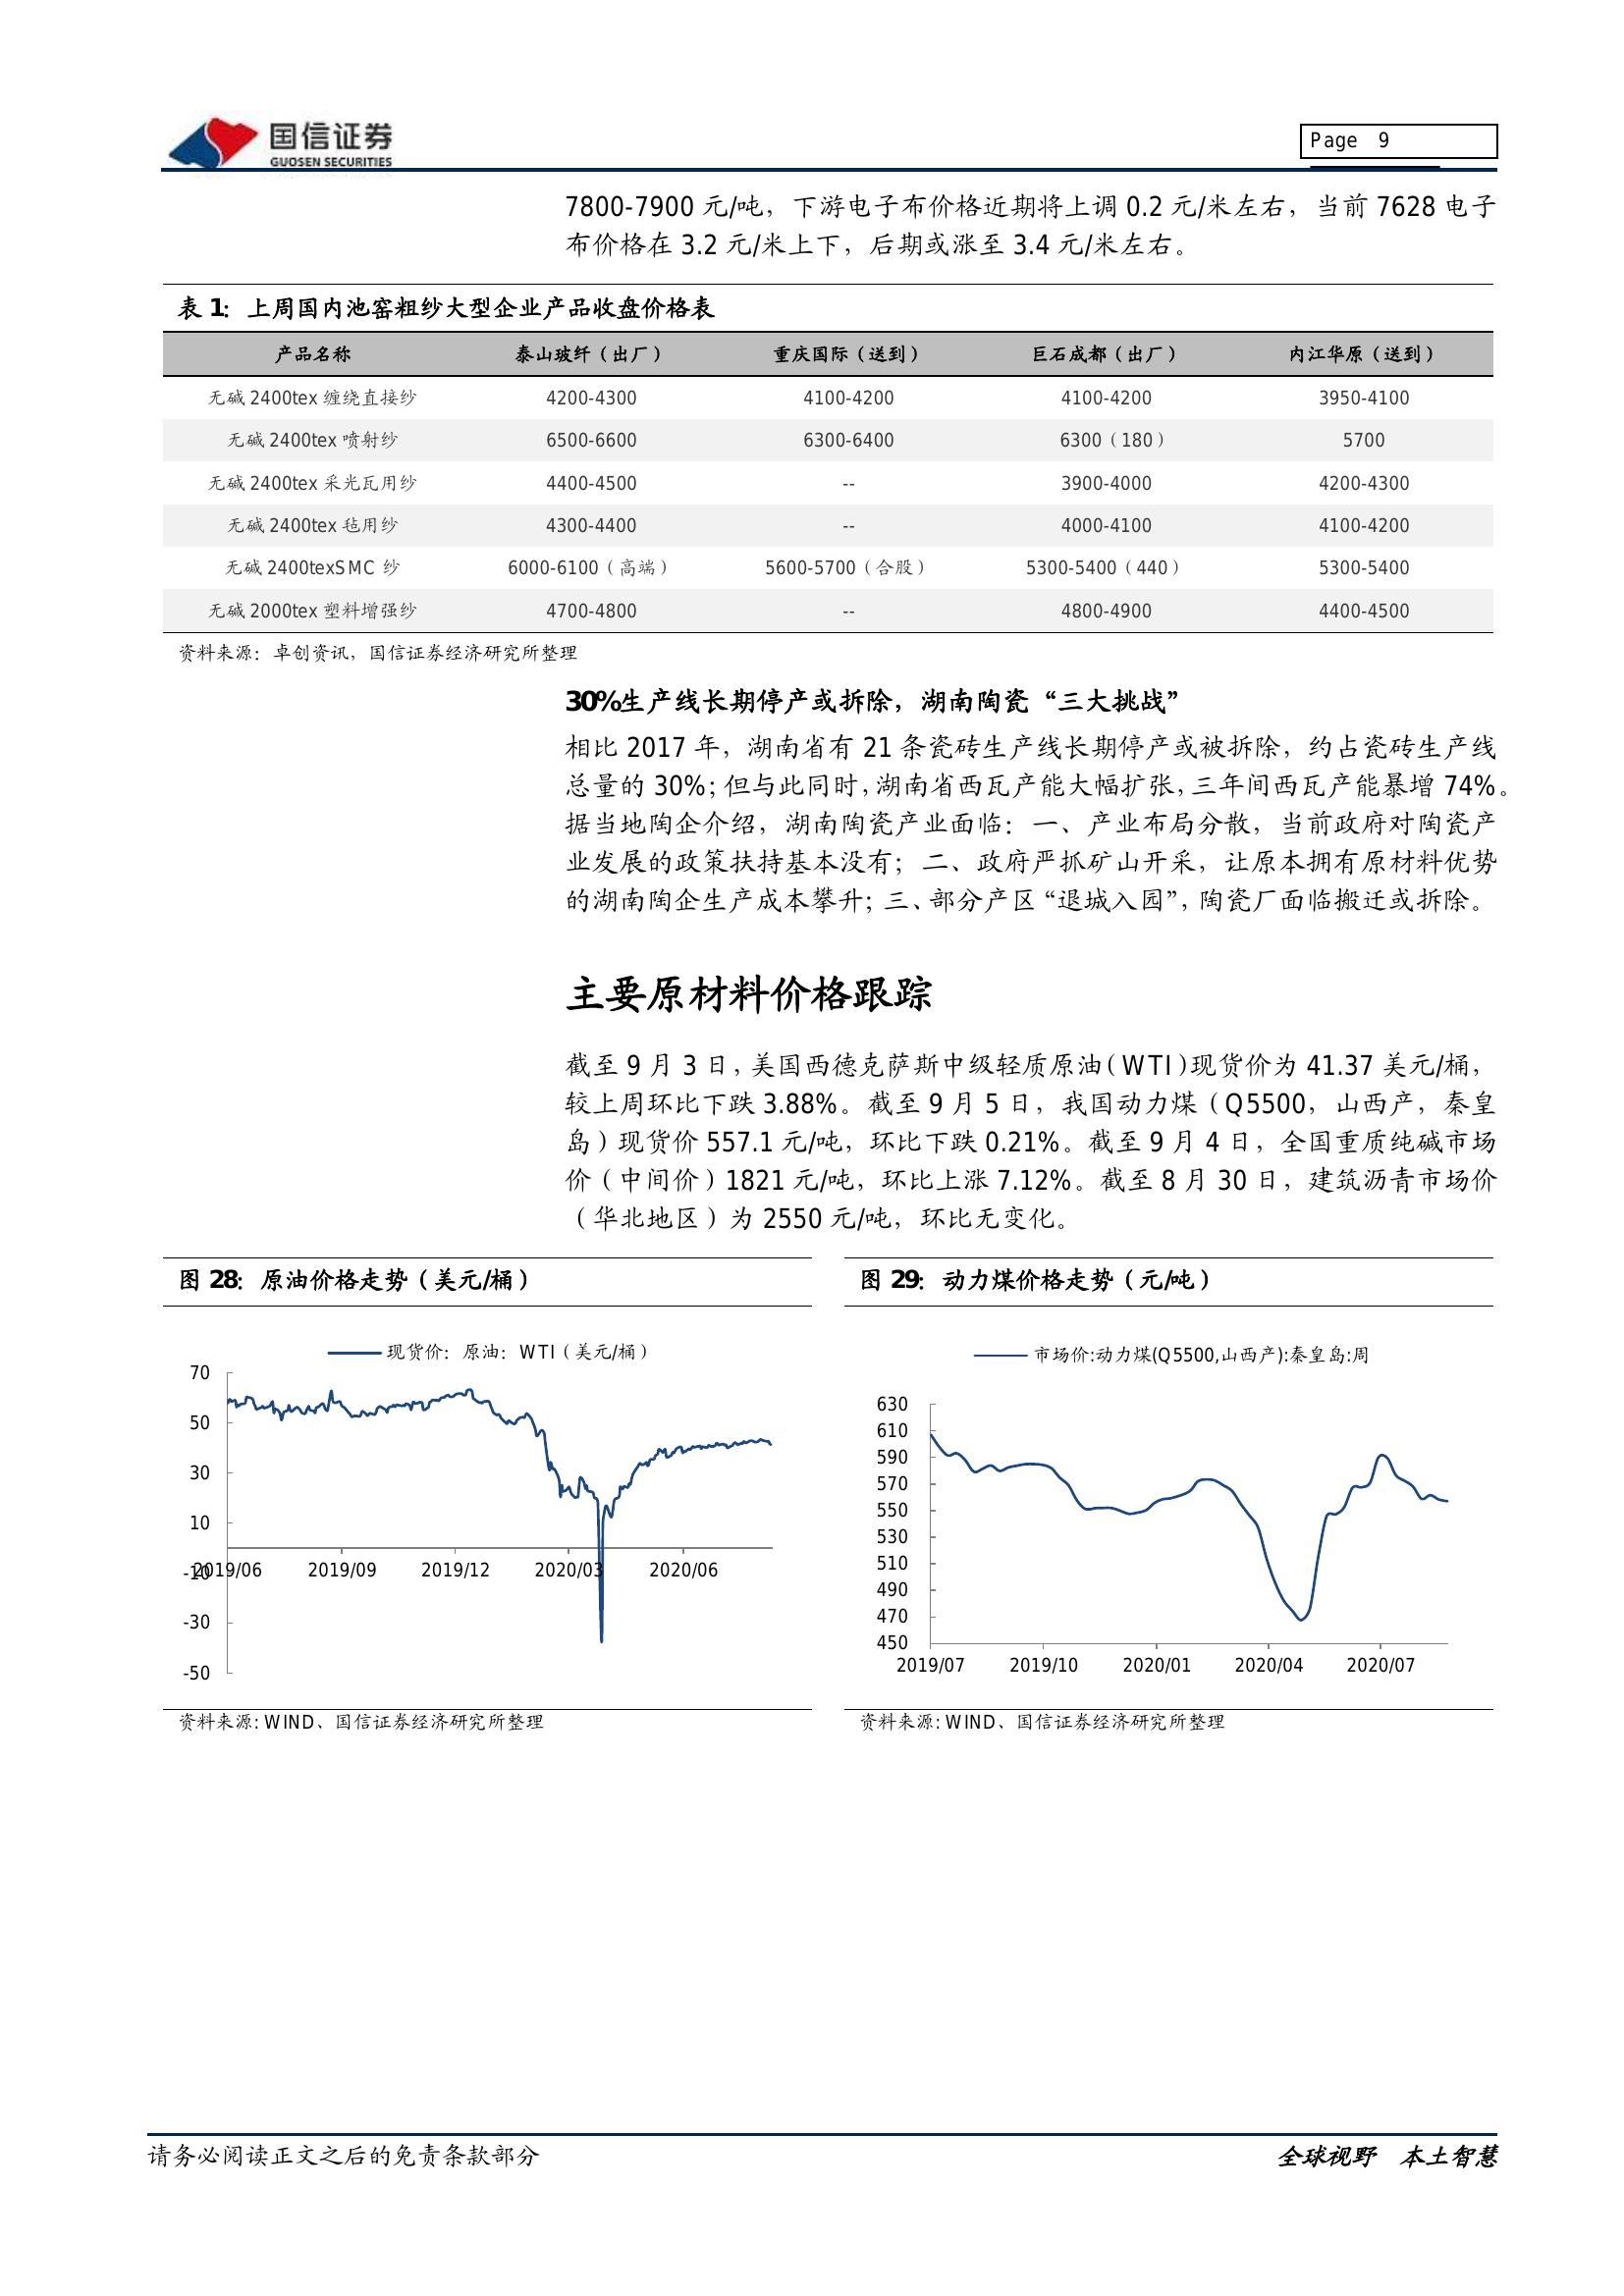 国信证券
GUOSEN SECURITIES
Page 9
7800-7900 元/吨，下游电子布价格近期将上调 0.2 元/米左右，当前 7628 电子
布价格在 3.2 元/米上下，后期或涨至 3.4 元/米左右。
表 1：上周国内池窑粗纱大型企业产品收盘价格表
产品名称 泰山玻纤（出厂） 重庆国际（送到） 巨石成都（出厂） 内江华原（送到）
无碱 2400tex 缠绕直接纱 4200-4300 4100-4200 4100-4200 3950-4100
无碱 2400tex 喷射纱 6500-6600 6300-6400 6300（180） 5700
无碱 2400tex 采光瓦用纱 4400-4500 -- 3900-4000 4200-4300
无碱 2400tex 毡用纱 4300-4400 -- 4000-4100 4100-4200
无碱 2400texSMC 纱 6000-6100（高端） 5600-5700（合股） 5300-5400（440） 5300-5400
无碱 2000tex 塑料增强纱 4700-4800 -- 4800-4900 4400-4500
资料来源：卓创资讯，国信证券经济研究所整理
30%生产线长期停产或拆除，湖南陶瓷“三大挑战”
相比 2017 年，湖南省有 21 条瓷砖生产线长期停产或被拆除，约占瓷砖生产线
总量的 30%；但与此同时，湖南省西瓦产能大幅扩张，三年间西瓦产能暴增 74%。
据当地陶企介绍，湖南陶瓷产业面临：一、产业布局分散，当前政府对陶瓷产
业发展的政策扶持基本没有；二、政府严抓矿山开采，让原本拥有原材料优势
的湖南陶企生产成本攀升；三、部分产区“退城入园”，陶瓷厂面临搬迁或拆除。
主要原材料价格跟踪
截至 9 月 3 日，美国西德克萨斯中级轻质原油(WTI)现货价为 41.37 美元/桶，
较上周环比下跌 3.88%。截至 9 月 5 日，我国动力煤（Q5500，山西产，秦皇
岛）现货价 557.1 元/吨，环比下跌 0.21%。截至 9 月 4 日，全国重质纯碱市场
价（中间价）1821 元/吨，环比上涨 7.12%。截至 8 月 30 日，建筑沥青市场价
（华北地区）为 2550 元/吨，环比无变化。
图 28：原油价格走势（美元/桶）
现货价：原油：WTI（美元/桶）
70
50
30
10
-10
-30
-50
2019/06 2019/09 2019/12 2020/03 2020/06
资料来源: WIND、国信证券经济研究所整理
图 29：动力煤价格走势（元/吨）
市场价:动力煤(Q5500,山西产):秦皇岛:周
630
610
590
570
550
530
510
490
470
450
2019/07 2019/10 2020/01 2020/04 2020/07
资料来源: WIND、国信证券经济研究所整理
请务必阅读正文之后的免责条款部分
全球视野 本土智慧